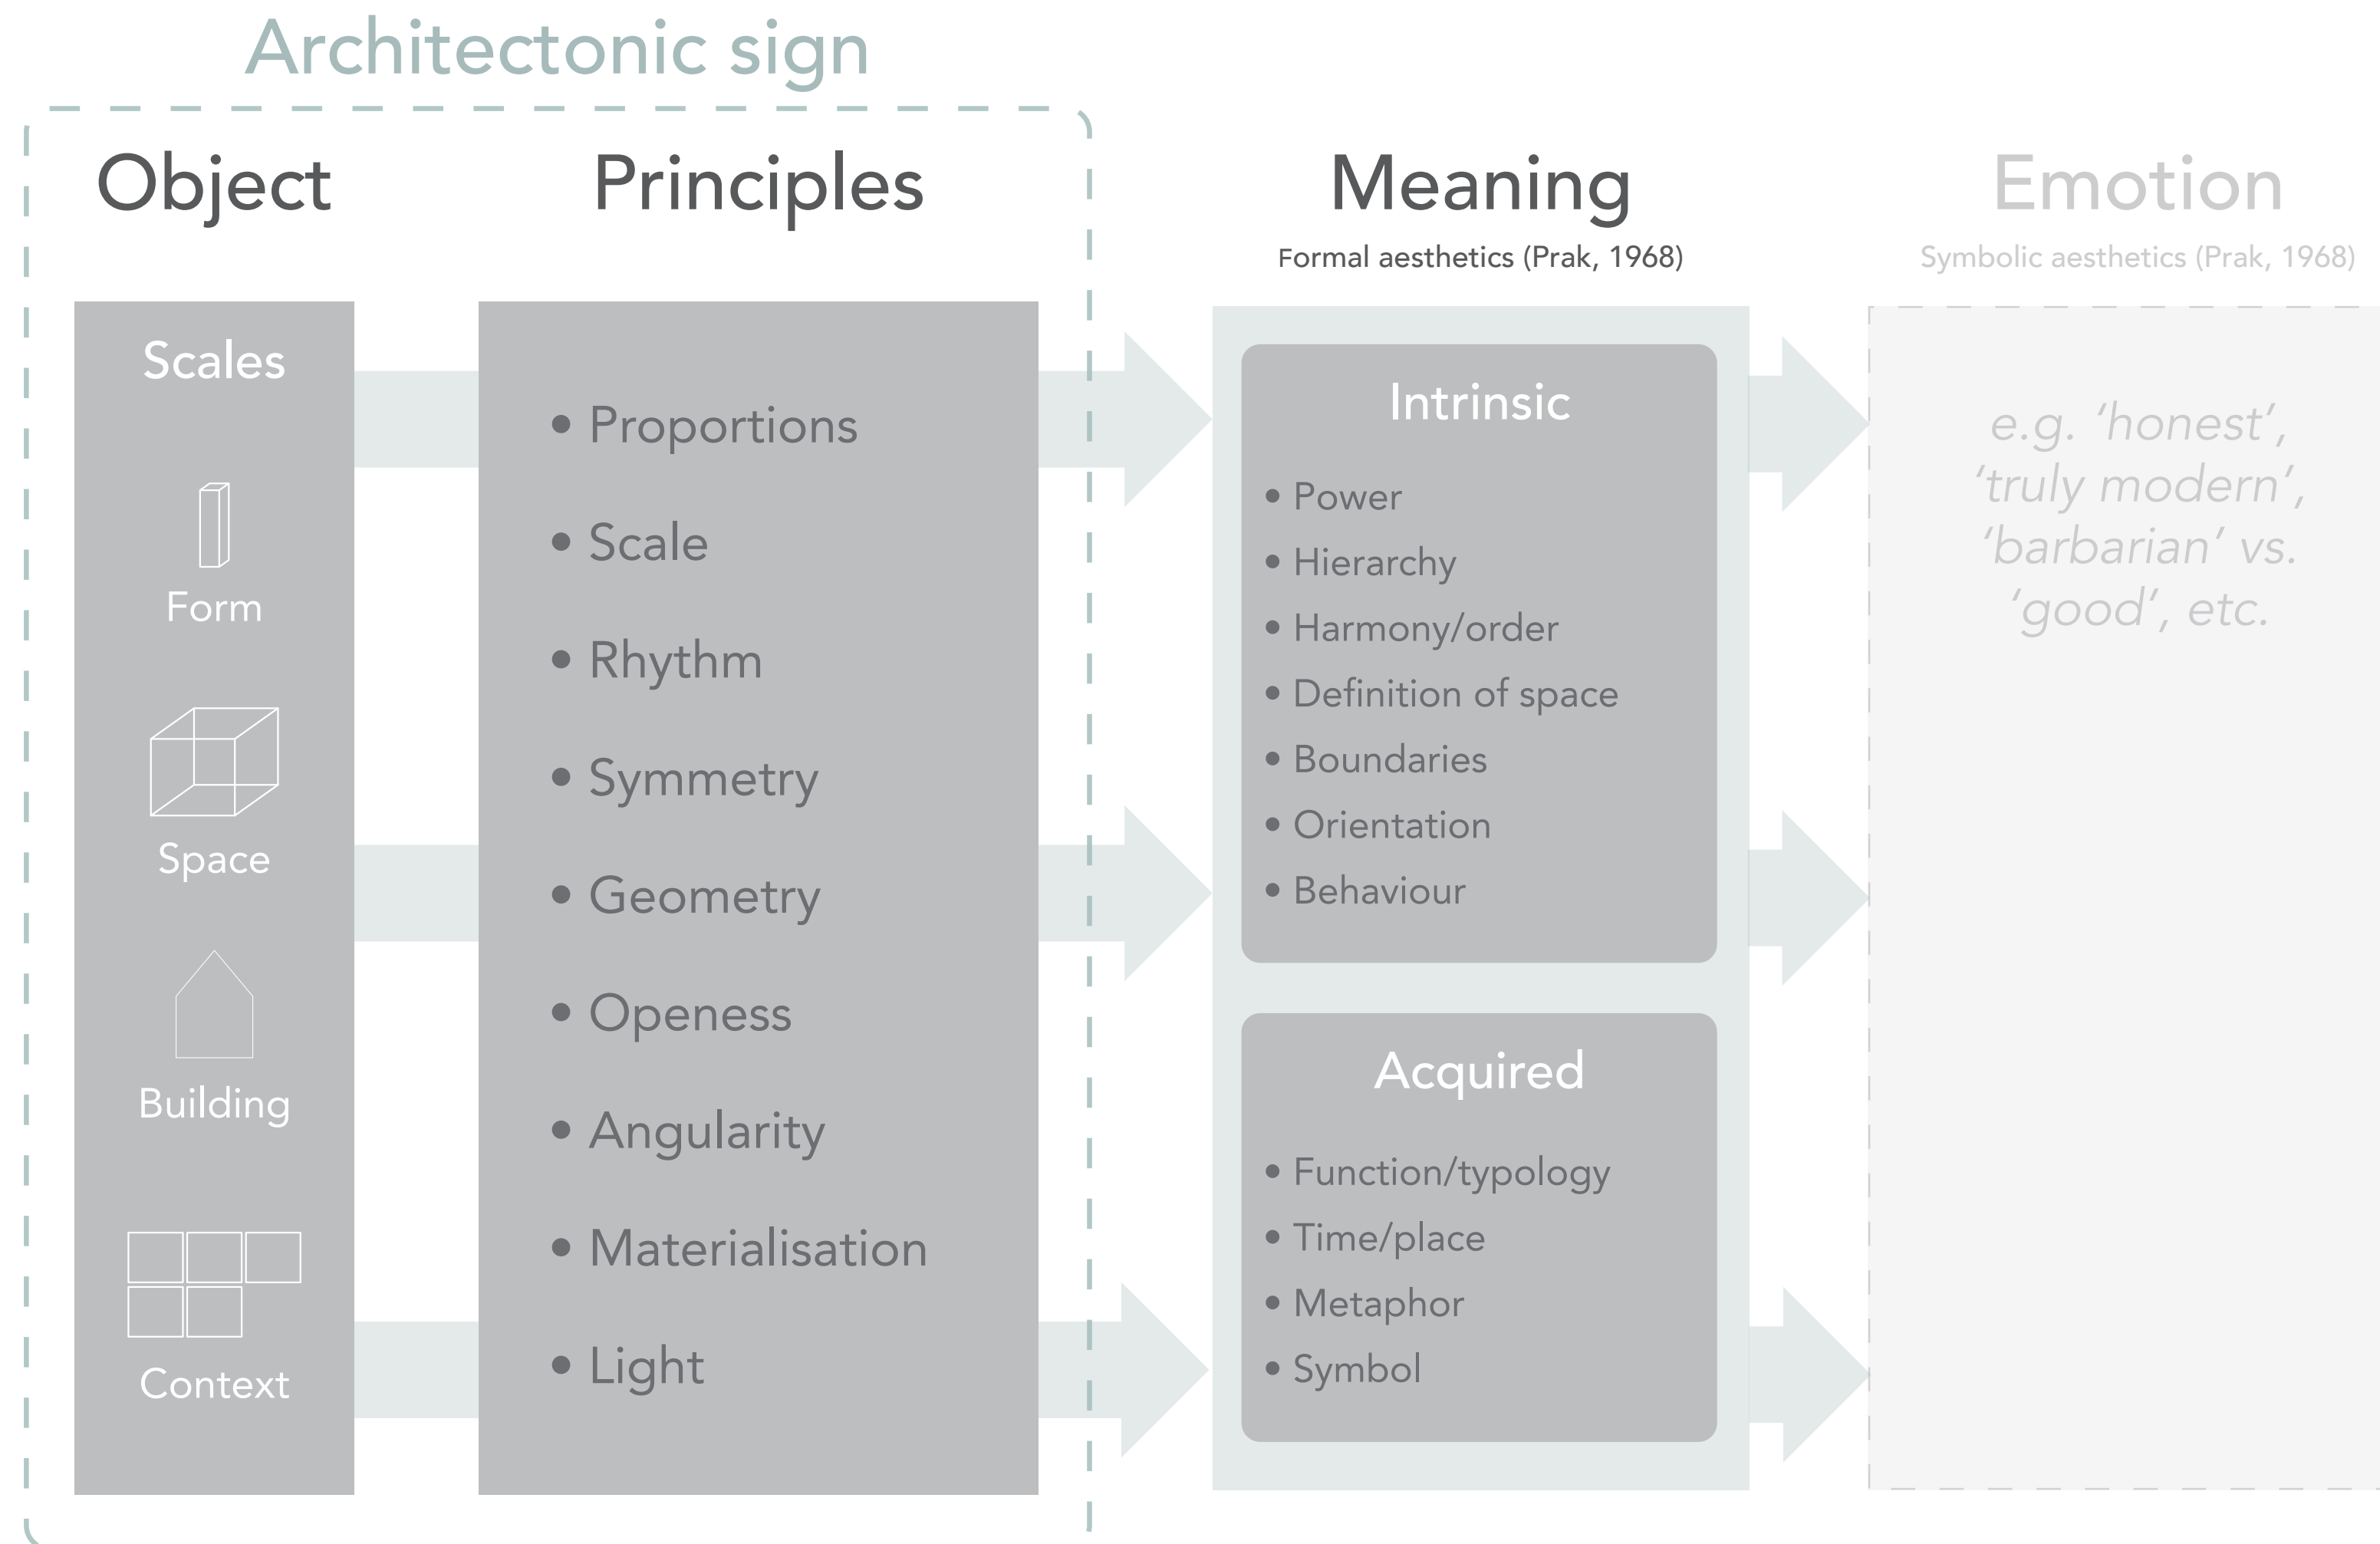 Architectonic sign
Object
Principles
Meaning
Formal aesthetics (Prak, 1968)
Emotion
Symbolic aesthetics (Prak, 1968)
Scales
Form
Space
Building
Context
• Proportions
• Scale
• Rhythm
• Symmetry
• Geometry
• Openess
• Angularity
• Materialisation
• Light
Intrinsic
• Power
• Hierarchy
• Harmony/order
• Definition of space
• Boundaries
• Orientation
• Behaviour
Acquired
• Function/typology
• Time/place
• Metaphor
• Symbol
e.g. ‘honest’,
‘truly modern’,
‘barbarian’ vs.
‘good’, etc.